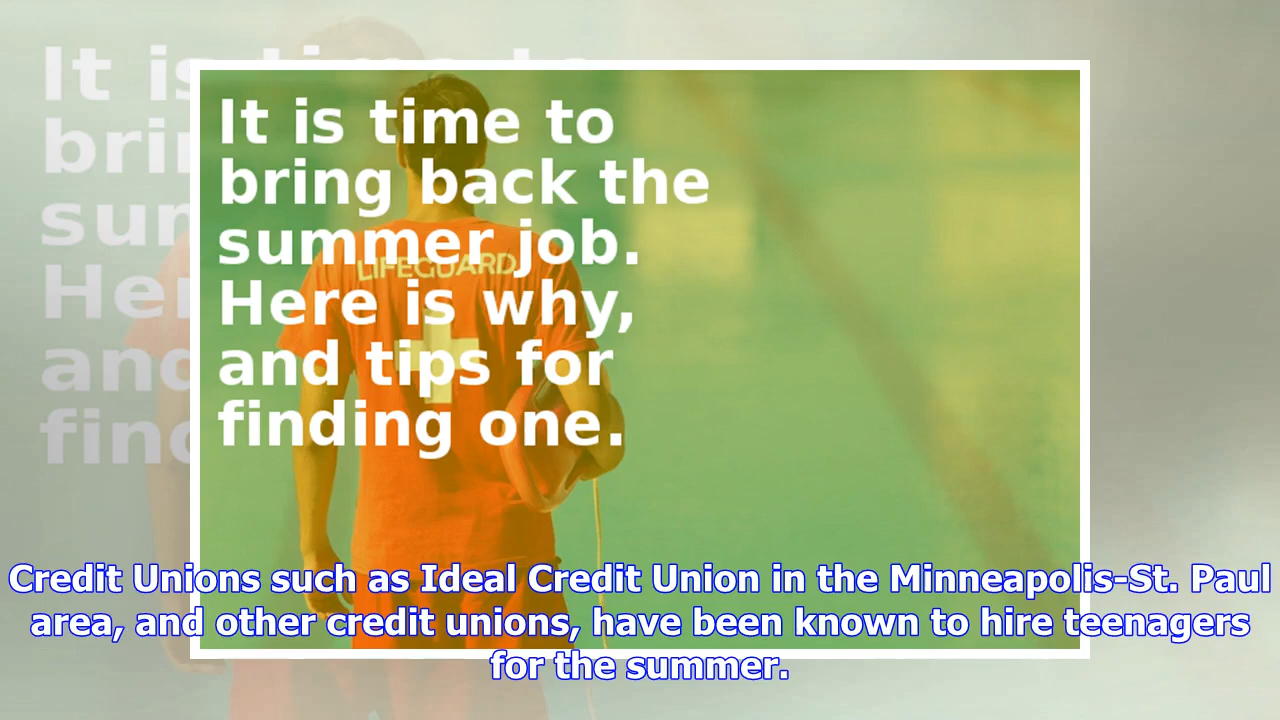 It is time to
bring back the
summer job.
Here is why,
and tips for
finding one.
LIFEGUARD
Credit Unions such as Ideal Credit Union in the Minneapolis-St. Paul
area, and other credit unions, have been known to hire teenagers
for the summer.